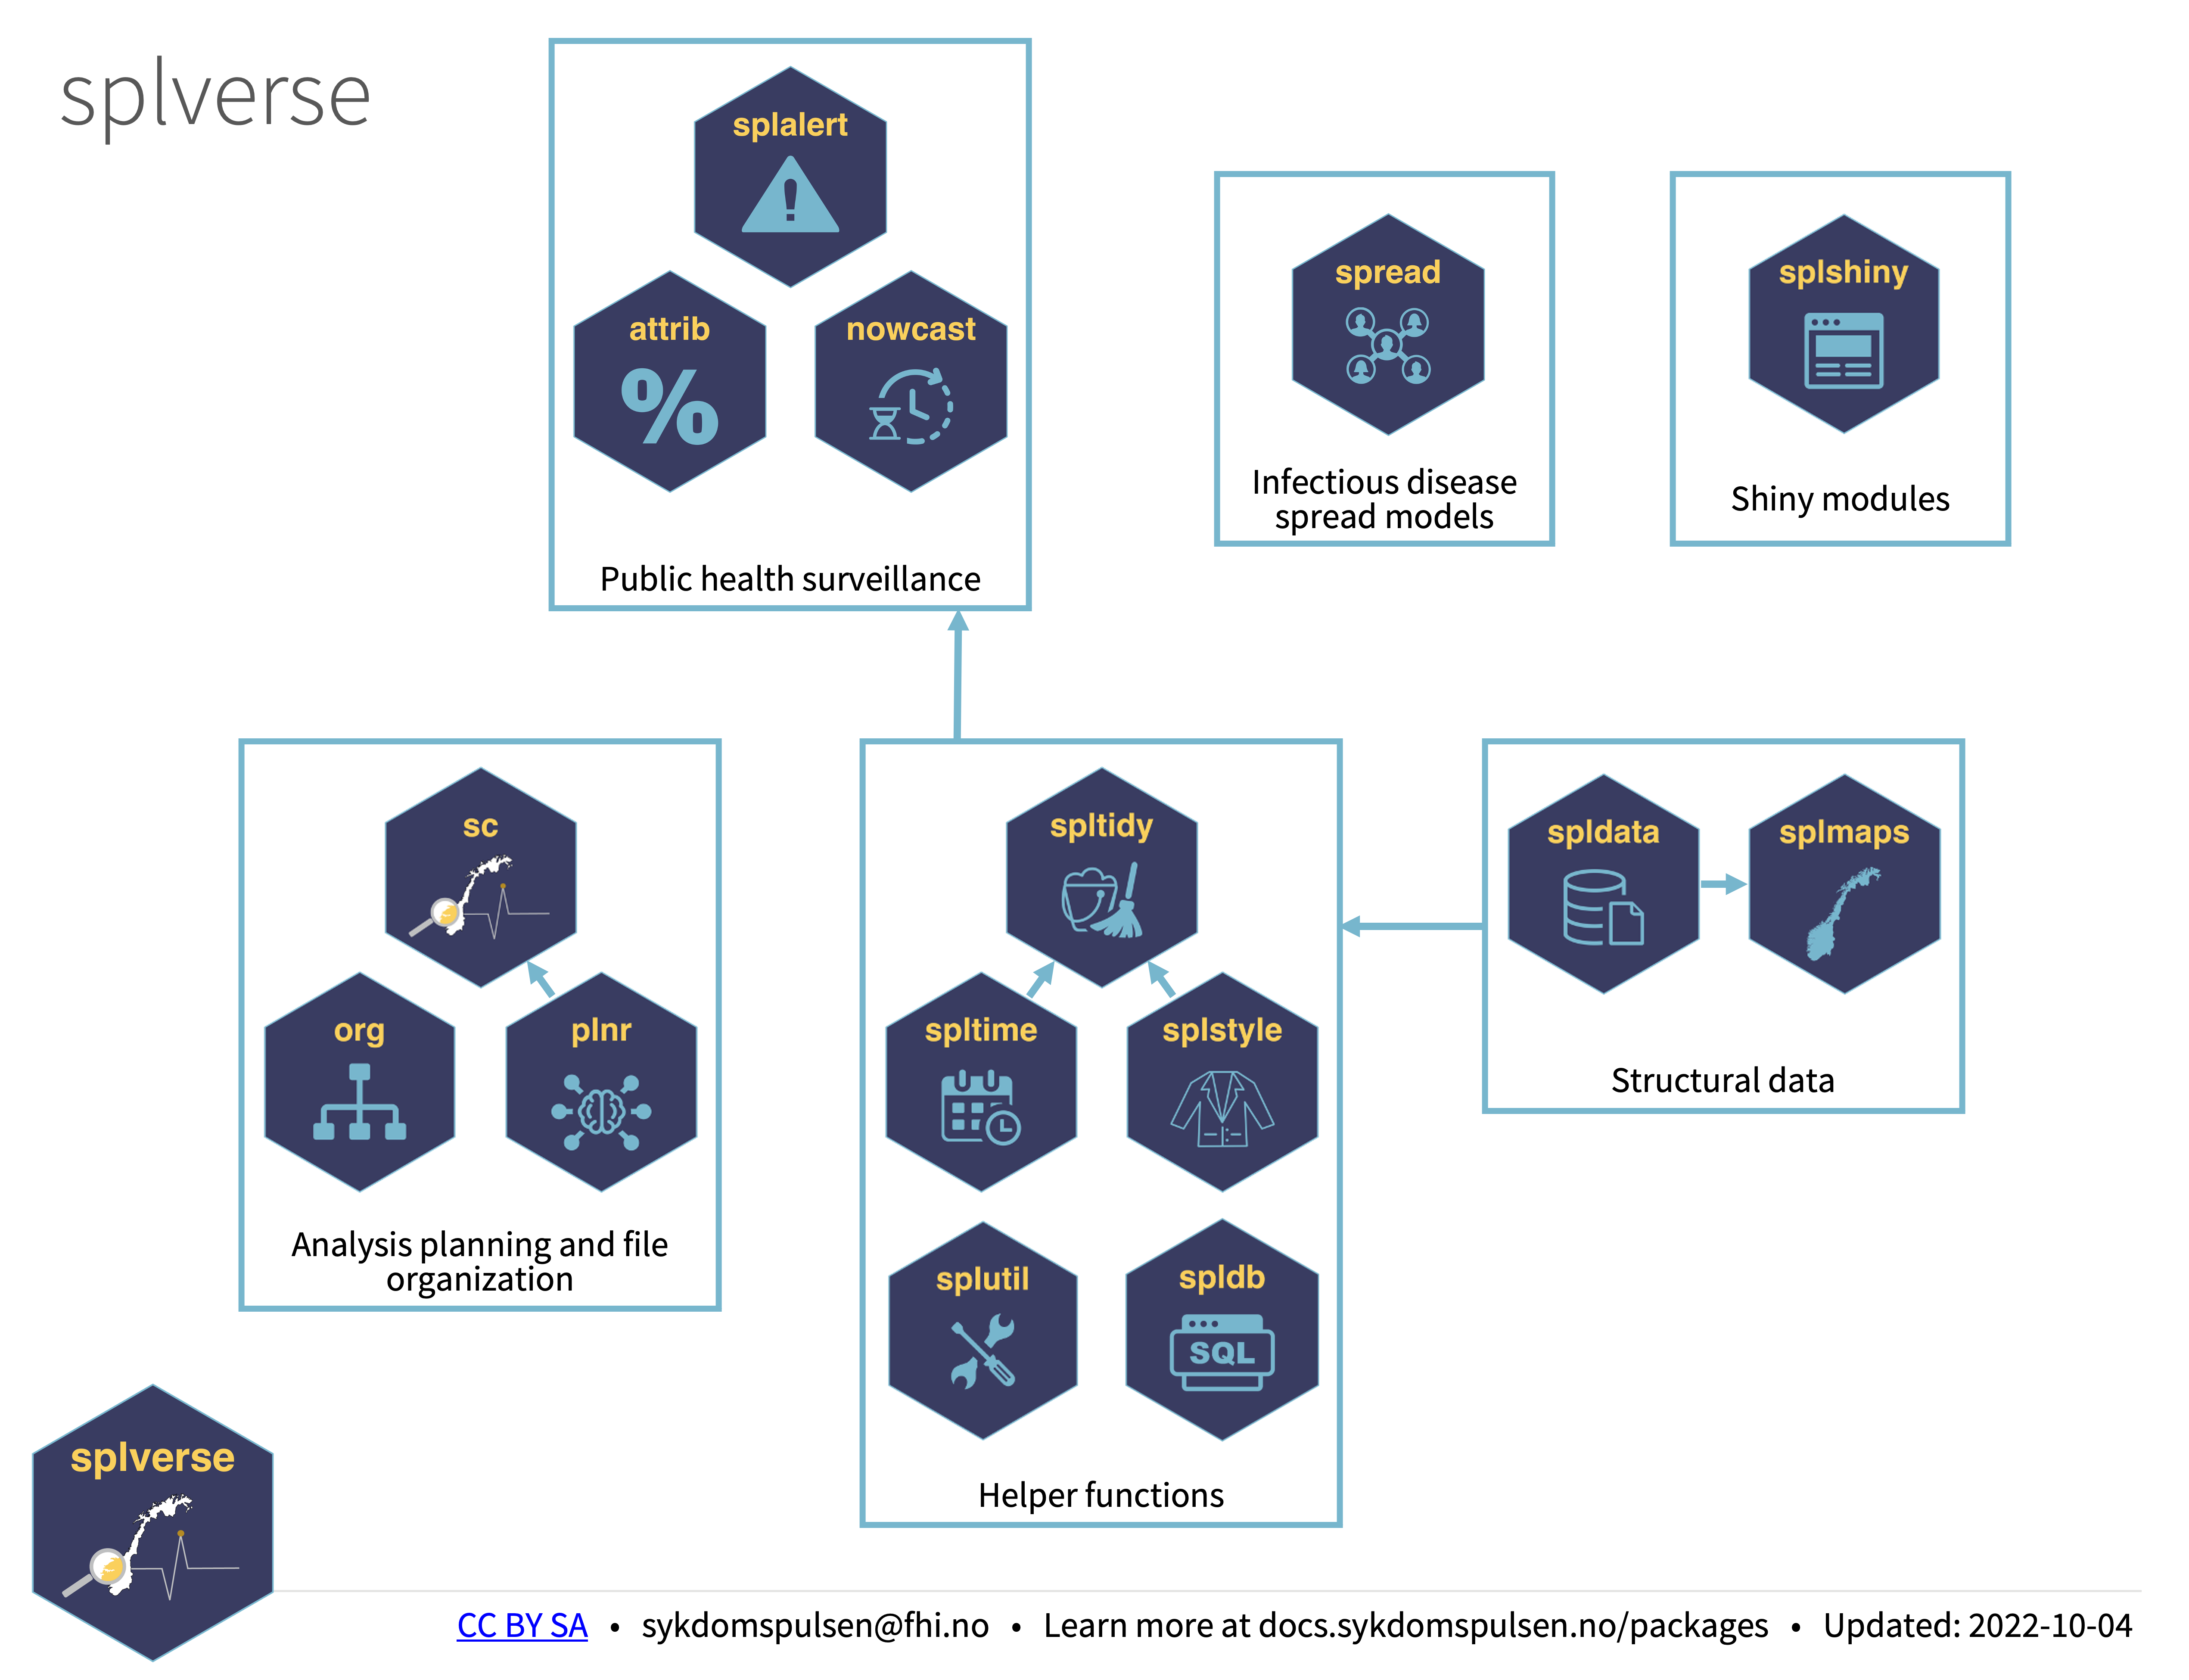 splverse
splalert
attrib
nowcast
Public health surveillance
spread
Infectious disease
spread models
splshiny
Shiny modules
sc
org
plnr
Analysis planning and file
organization
spltidy
spltime
splstyle
splutil
spldb
SQL
Helper functions
spldata
splmaps
Structural data
splverse
CC BY SA • sykdomspulsen@fhi.no • Learn more at docs.sykdomspulsen.no/packages • Updated: 2022-10-04